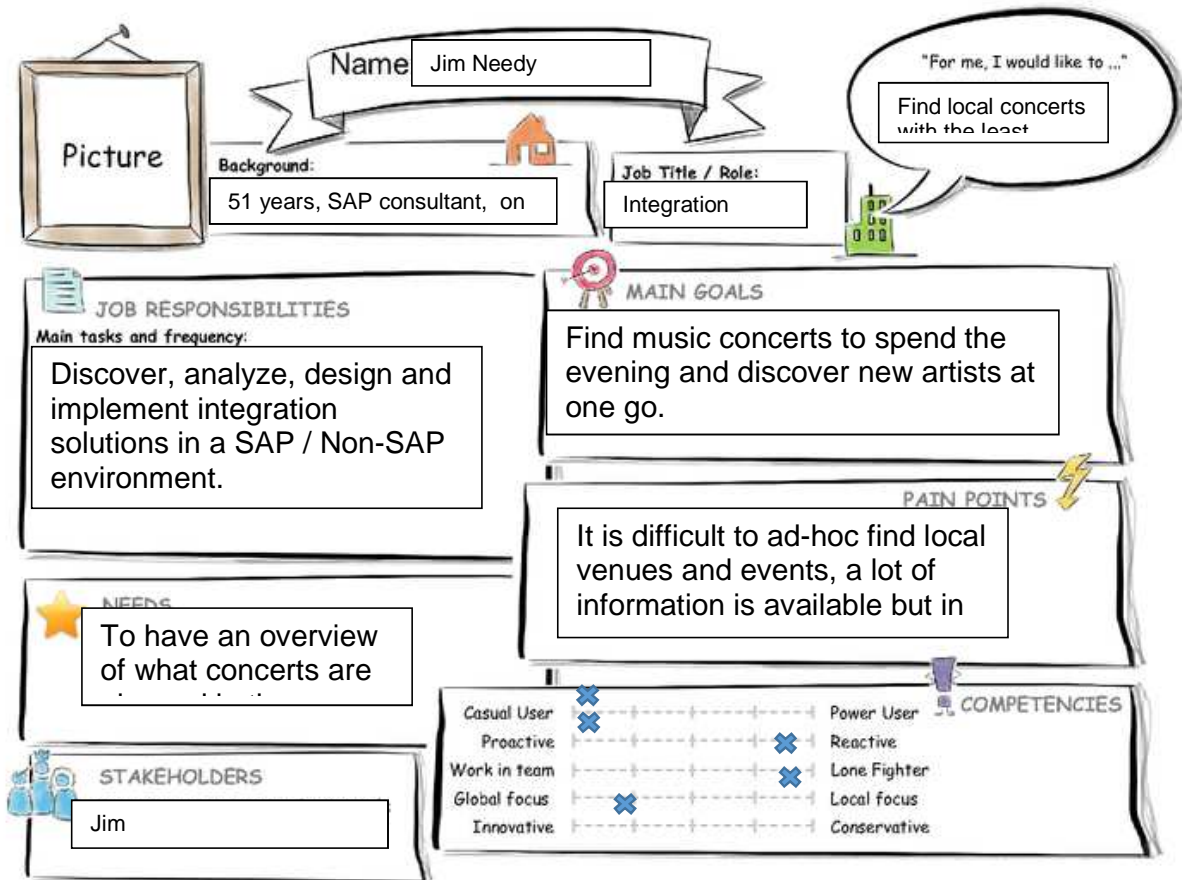 Name
Jim Needy
"For me, I would like to ..."
Find local concerts
with the least
Picture
Background:
51 years, SAP consultant, on
Job Title / Role:
Integration
JOB RESPONSIBILITIES
Main tasks and frequency:
Discover, analyze, design and
implement integration
solutions in a SAP / Non-SAP
environment.
MAIN GOALS
Find music concerts to spend the
evening and discover new artists at
one go.
PAIN POINTS
It is difficult to ad-hoc find local
venues and events, a lot of
information is available but in
NEEDS
To have an overview
of what concerts are
STAKEHOLDERS
Jim
COMPETENCIES
Casual User Power User
Proactive Reactive
Work in team Lone Fighter
Global focus Local focus
Innovative Conservative